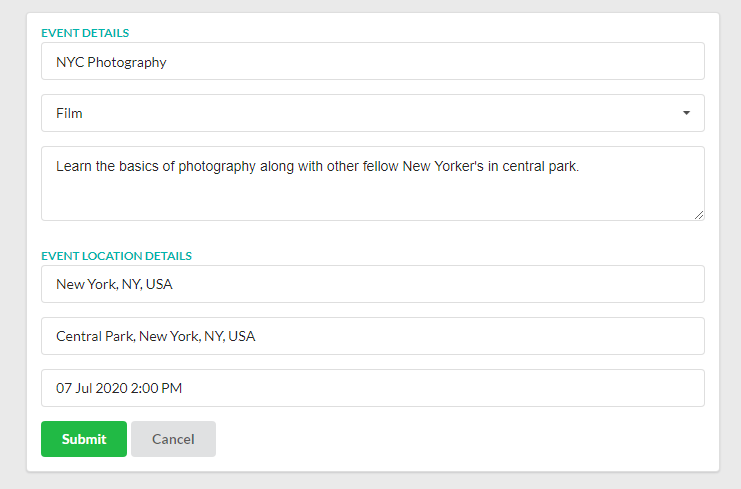 EVENT DETAILS
NYC Photography
Film
Learn the basics of photography along with other fellow New Yorker's in central park.
EVENT LOCATION DETAILS
New York, NY, USA
Central Park, New York, NY, USA
07 Jul 2020 2:00 PM
Submit Cancel